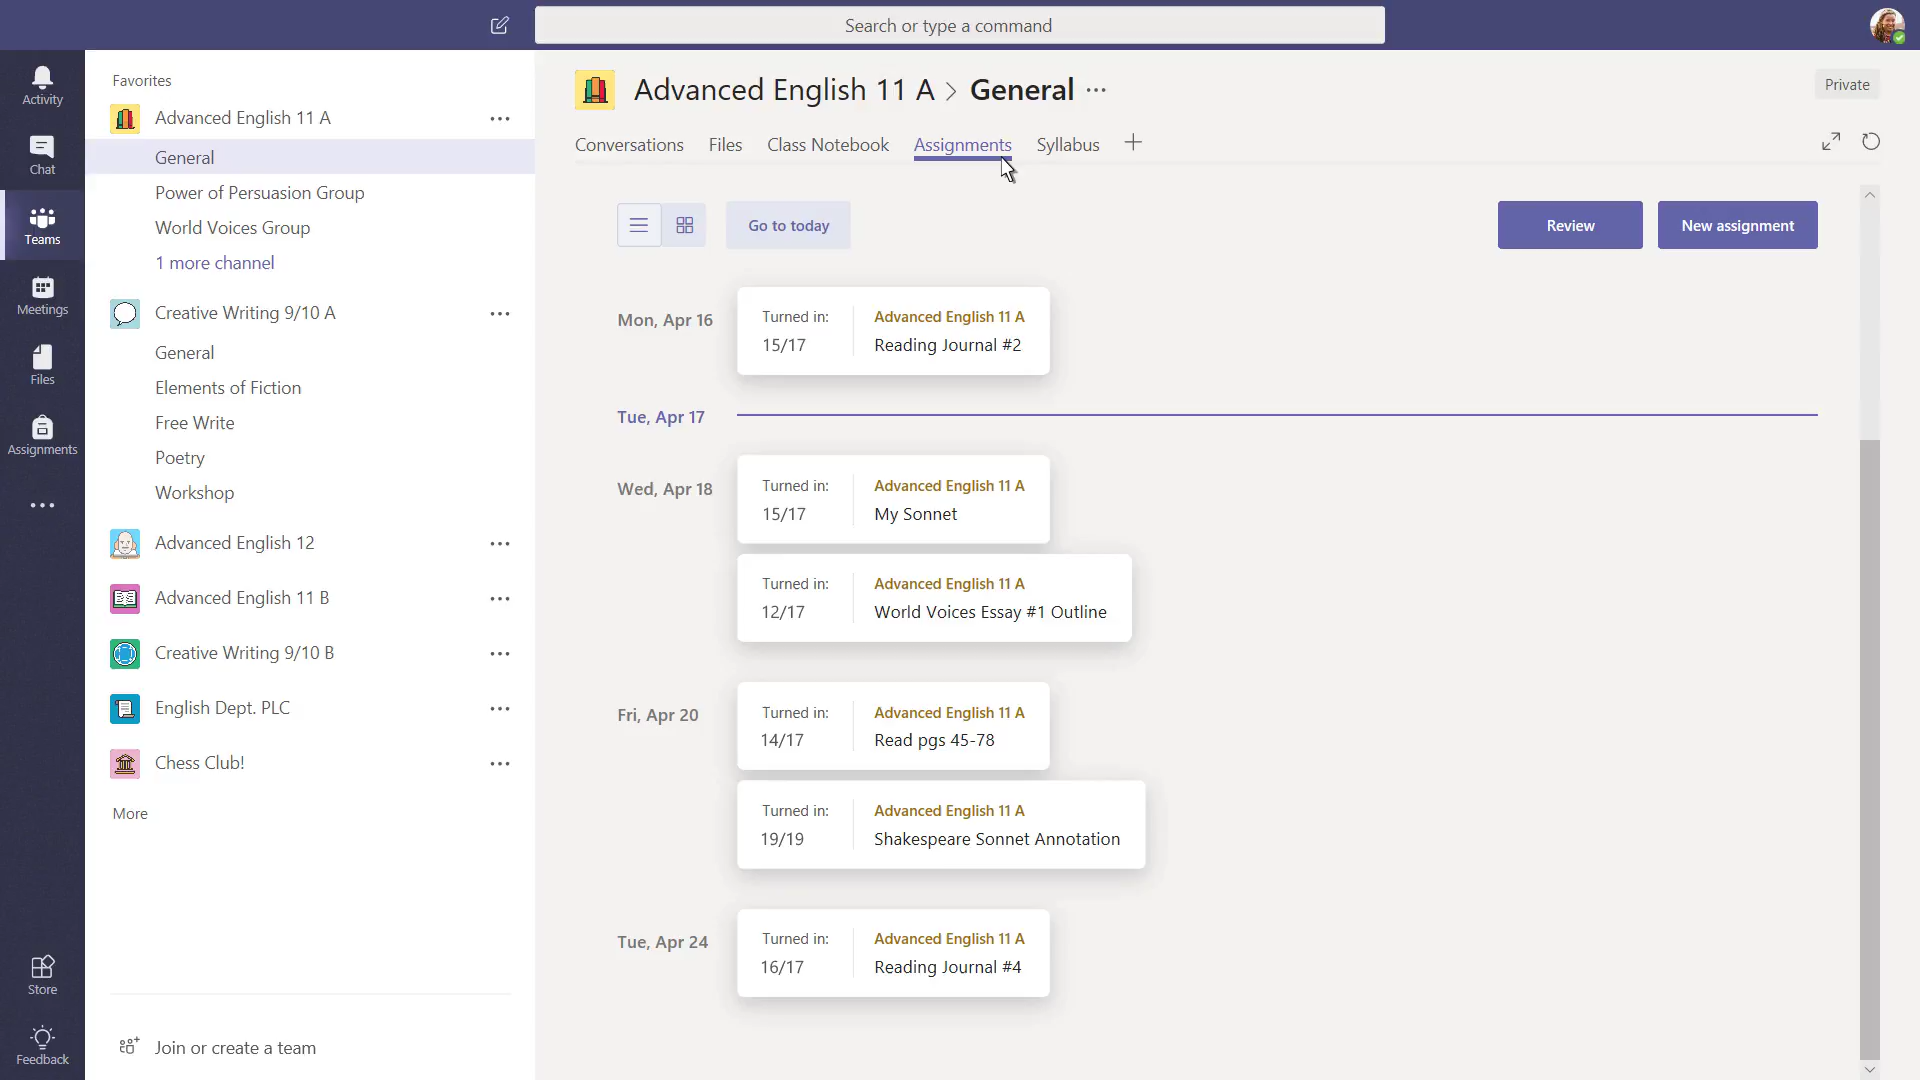 Search or type a command
Activity
Chat
Teams
Meetings
Files
Assignments
Store
Feedback
Favorites
Advanced English 11 A
General
Power of Persuasion Group
World Voices Group
1 more channel
Creative Writing 9/10 A
General
Elements of Fiction
Free Write
Poetry
Workshop
Advanced English 12
Advanced English 11 B
Creative Writing 9/10 B
English Dept. PLC
Chess Club!
More
Join or create a team
Advanced English 11 A > General
Private
Conversations Files Class Notebook Assignments Syllabus
Go to today
Review
New assignment
Mon, Apr 16
Turned in:
15/17
Advanced English 11 A
Reading Journal #2
Tue, Apr 17
Wed, Apr 18
Turned in:
15/17
Advanced English 11 A
My Sonnet
Turned in:
12/17
Advanced English 11 A
World Voices Essay #1 Outline
Fri, Apr 20
Turned in:
14/17
Advanced English 11 A
Read pgs 45-78
Turned in:
19/19
Advanced English 11 A
Shakespeare Sonnet Annotation
Tue, Apr 24
Turned in:
16/17
Advanced English 11 A
Reading Journal #4